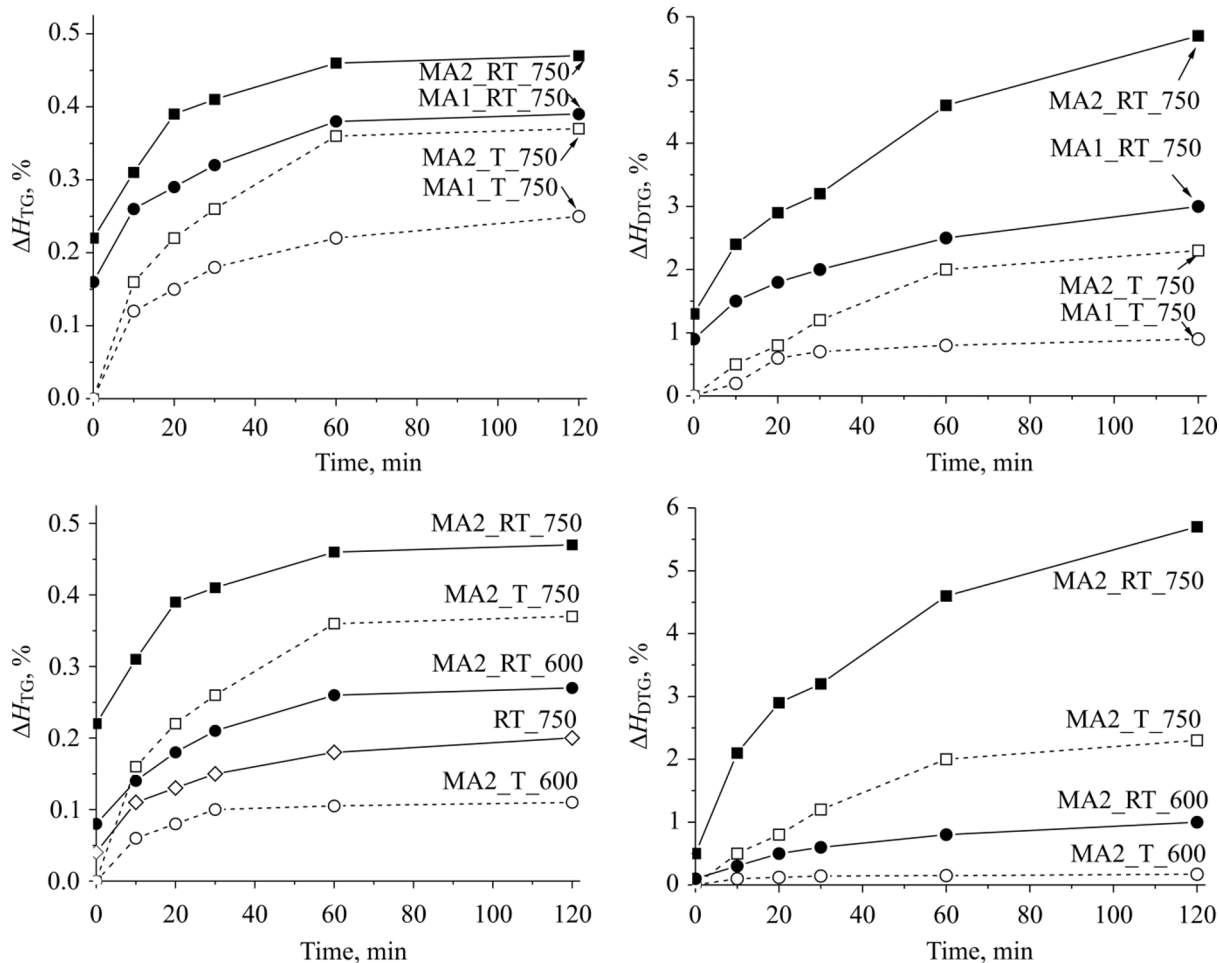 ΔH_TG, %
0.5
0.4
0.3
0.2
0.1
0.0
0 20 40 60 80 100 120
Time, min
MA2_RT_750
MA1_RT_750
MA2_T_750
MA1_T_750
ΔH_DTG, %
6
5
4
3
2
1
0
0 20 40 60 80 100 120
Time, min
MA2_RT_750
MA1_RT_750
MA2_T_750
MA1_T_750
ΔH_TG, %
0.5
0.4
0.3
0.2
0.1
0.0
0 20 40 60 80 100 120
Time, min
MA2_RT_750
MA2_T_750
MA2_RT_600
RT_750
MA2_T_600
ΔH_DTG, %
6
5
4
3
2
1
0
0 20 40 60 80 100 120
Time, min
MA2_RT_750
MA2_T_750
MA2_RT_600
MA2_T_600